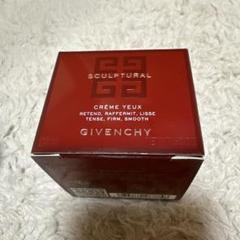 SCULPTURAL
CRÈME YEUX
RETEND, RAFFERMIT, LISSE
TENSE, FIRM, SMOOTH
GIVENCHY